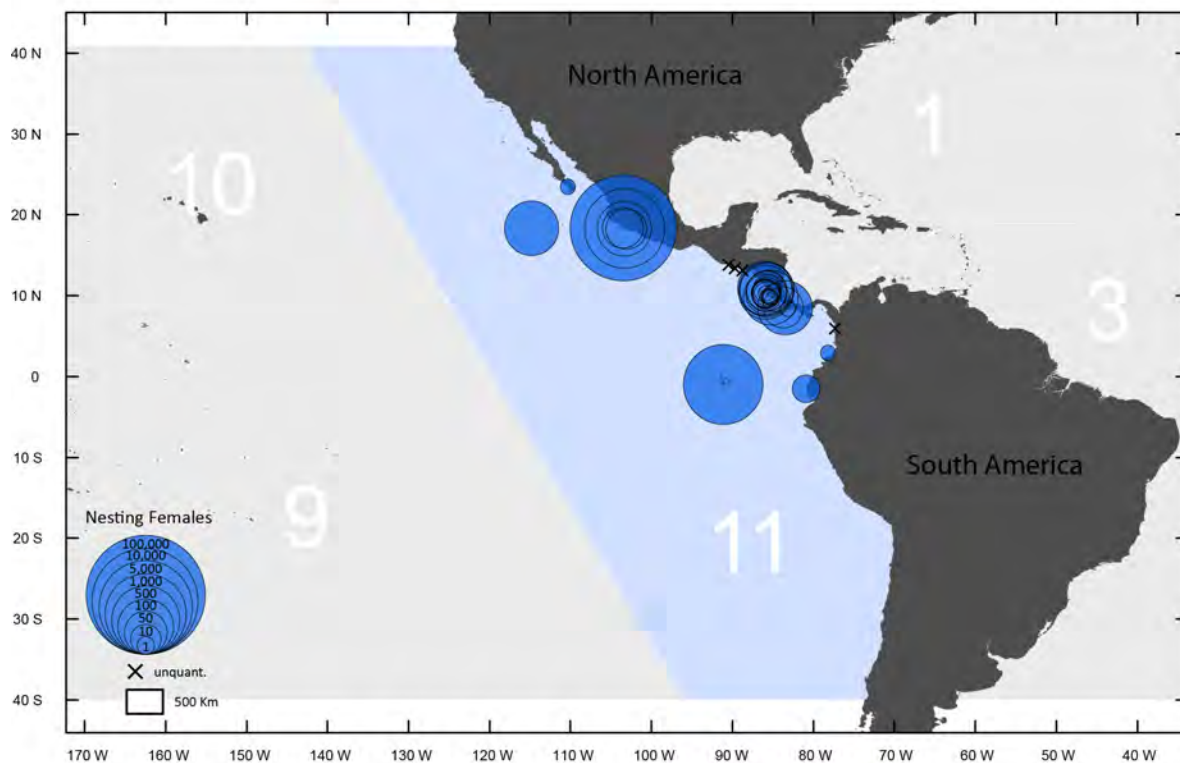 40 N
30 N
20 N
10 N
0
10 S
20 S
30 S
40 S
North America
1
10
3
South America
9
11
Nesting Females
100,000
10,000
5,000
1,000
500
100
50
10
1
unquant.
500 Km
170 W 160 W 150 W 140 W 130 W 120 W 110 W 100 W 90 W 80 W 70 W 60 W 50 W 40 W